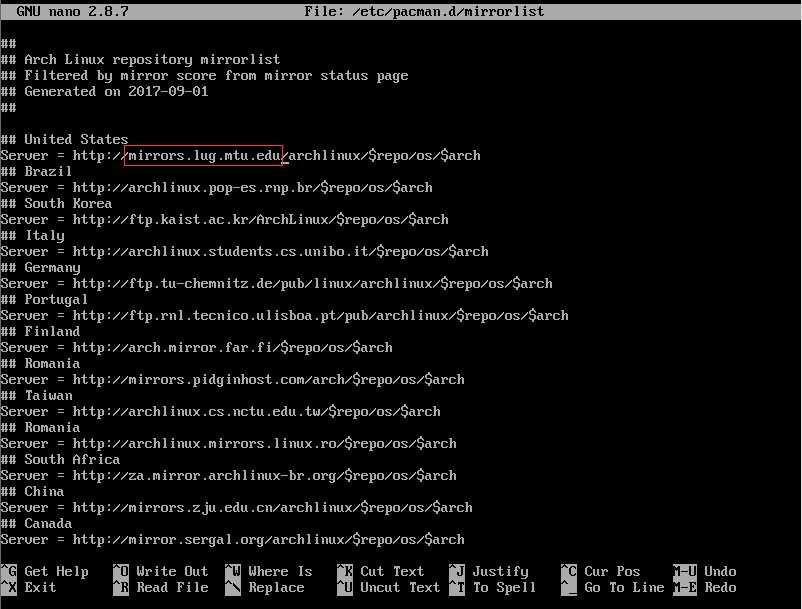 GNU nano 2.8.7 File: /etc/pacman.d/mirrorlist
##
## Arch Linux repository mirrorlist
## Filtered by mirror score from mirror status page
## Generated on 2017-09-01
##
## United States
Server = http://mirrors.lug.mtu.edu/archlinux/$repo/os/$arch
## Brazil
Server = http://archlinux.pop-es.rnp.br/$repo/os/$arch
## South Korea
Server = http://ftp.kaist.ac.kr/ArchLinux/$repo/os/$arch
## Italy
Server = http://archlinux.students.cs.unibo.it/$repo/os/$arch
## Germany
Server = http://ftp.tu-chemnitz.de/pub/linux/archlinux/$repo/os/$arch
## Portugal
Server = http://ftp.rnl.tecnico.ulisboa.pt/pub/archlinux/$repo/os/$arch
## Finland
Server = http://arch.mirror.far.fi/$repo/os/$arch
## Romania
Server = http://mirrors.pidginhost.com/arch/$repo/os/$arch
## Taiwan
Server = http://archlinux.cs.nctu.edu.tw/$repo/os/$arch
## Romania
Server = http://archlinux.mirrors.linux.ro/$repo/os/$arch
## South Africa
Server = http://za.mirror.archlinux-br.org/$repo/os/$arch
## China
Server = http://mirrors.zju.edu.cn/archlinux/$repo/os/$arch
## Canada
Server = http://mirror.sergal.org/archlinux/$repo/os/$arch
^G Get Help ^O Write Out ^W Where Is ^K Cut Text ^J Justify ^C Cur Pos M-U Undo
^X Exit ^R Read File ^\ Replace ^U Uncut Text ^T To Spell ^_ Go To Line M-E Redo